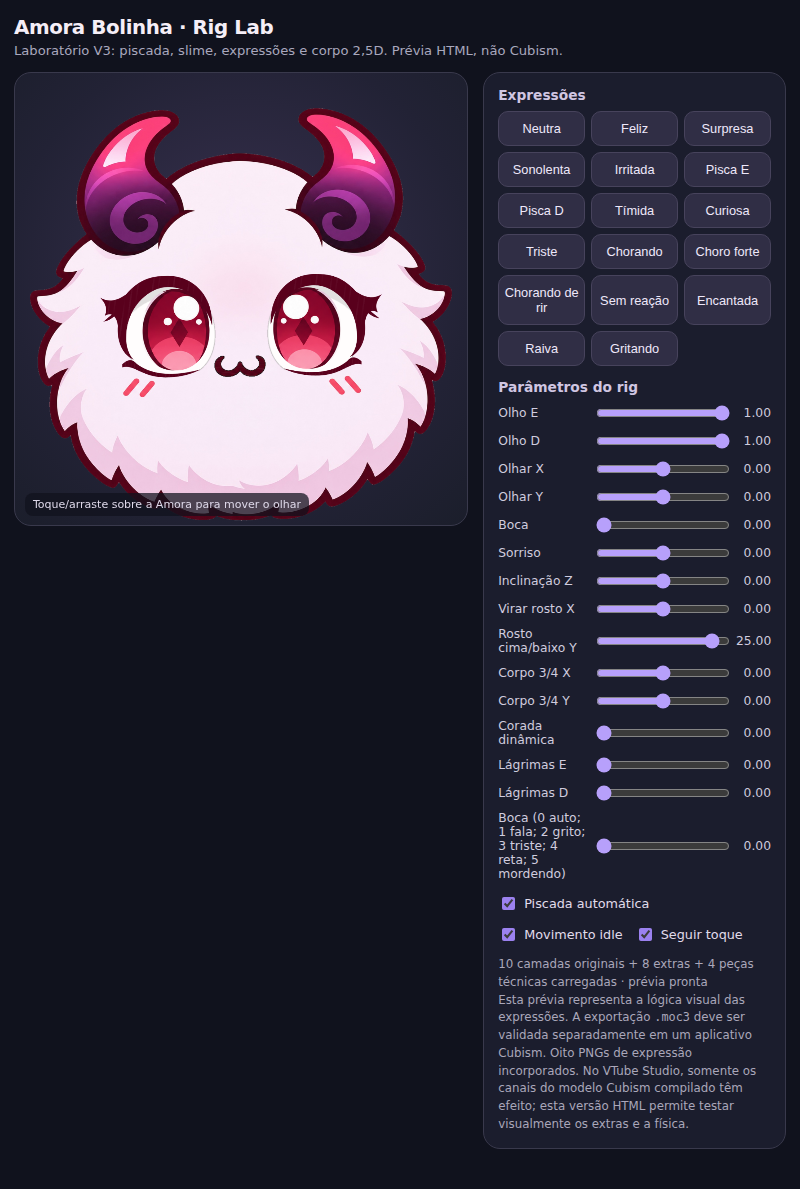 Amora Bolinha · Rig Lab
Laboratório V3: piscada, slime, expressões e corpo 2,5D. Prévia HTML, não Cubism.
Toque/arraste sobre a Amora para mover o olhar
Expressões
Neutra
Feliz
Surpresa
Sonolenta
Irritada
Pisca E
Pisca D
Tímida
Curiosa
Triste
Chorando
Choro forte
Chorando de
rir
Sem reação
Encantada
Raiva
Gritando
Parâmetros do rig
Olho E 1.00
Olho D 1.00
Olhar X 0.00
Olhar Y 0.00
Boca 0.00
Sorriso 0.00
Inclinação Z 0.00
Virar rosto X 0.00
Rosto
cima/baixo Y 25.00
Corpo 3/4 X 0.00
Corpo 3/4 Y 0.00
Corada
dinâmica 0.00
Lágrimas E 0.00
Lágrimas D 0.00
Boca (0 auto;
1 fala; 2 grito;
3 triste; 4 0.00
reta; 5
mordendo)
Piscada automática
Movimento idle Seguir toque
10 camadas originais + 8 extras + 4 peças
técnicas carregadas · prévia pronta
Esta prévia representa a lógica visual das
expressões. A exportação .moc3 deve ser
validada separadamente em um aplicativo
Cubism. Oito PNGs de expressão
incorporados. No VTube Studio, somente os
canais do modelo Cubism compilado têm
efeito; esta versão HTML permite testar
visualmente os extras e a física.